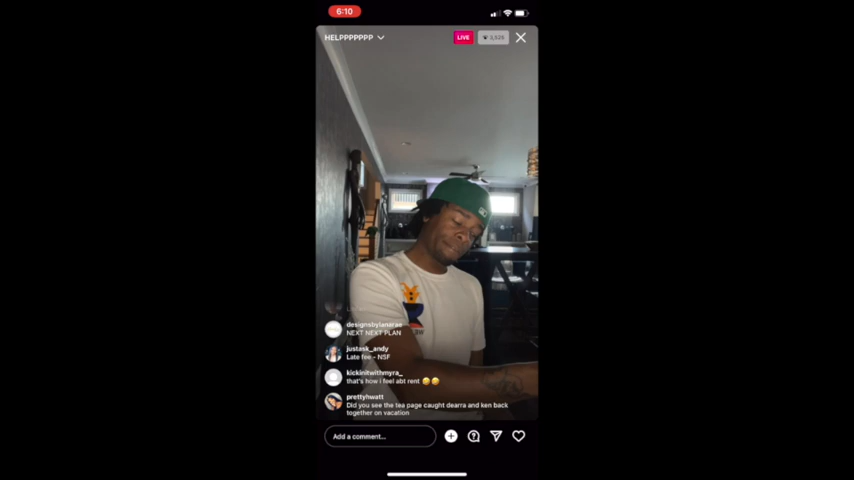 6:10
HELPPPPPPP
LIVE
NEXT NEXT PLAN
justask_andy
Late fee - NSF
kickinitwithmyra_
that's how i feel abt rent 🤣🤣
prettyhwatt
Did you see the tea page caught dearra and ken back
together on vacation
Add a comment...